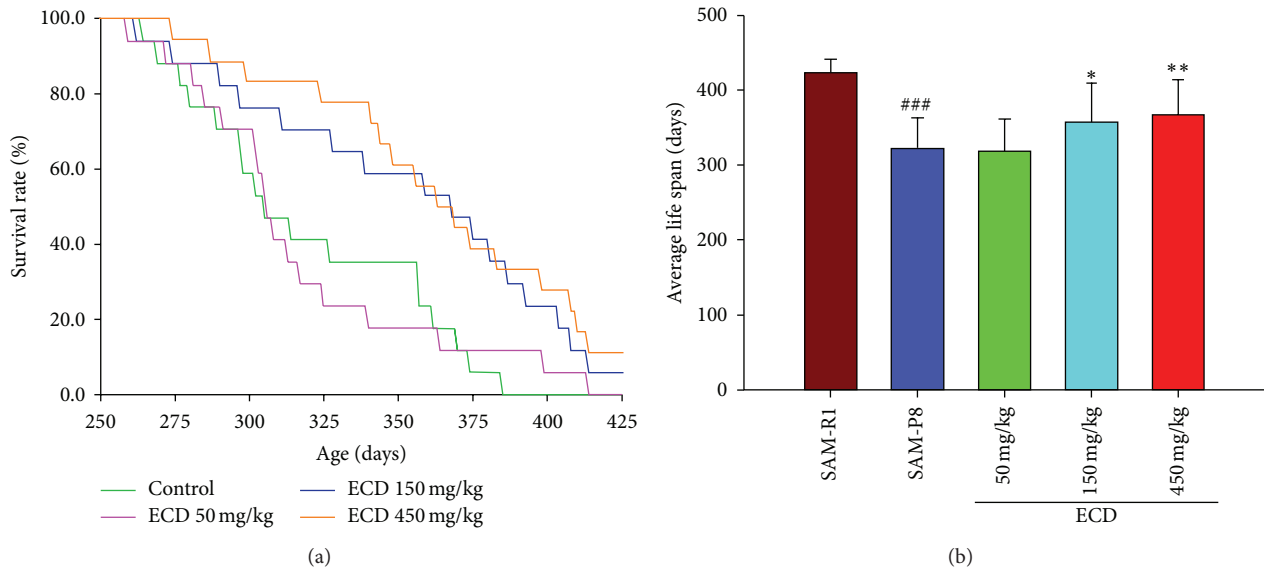 100.0
80.0
60.0
40.0
20.0
0.0
Survival rate (%)
250 275 300 325 350 375 400 425
Age (days)
Control
ECD 50 mg/kg
ECD 150 mg/kg
ECD 450 mg/kg
(a)
500
400
300
200
100
0
Average life span (days)
###
*
**
SAM-R1
SAM-P8
50 mg/kg
150 mg/kg
450 mg/kg
ECD
(b)